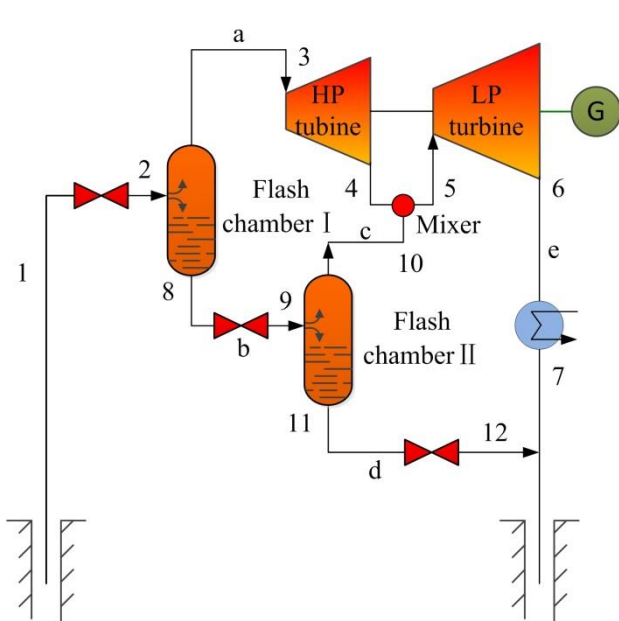 a
3
HP
tubine
LP
turbine
G
2
Flash
chamber I
4
5
Mixer
6
1
c
10
e
8
9
b
Flash
chamber II
7
11
12
d